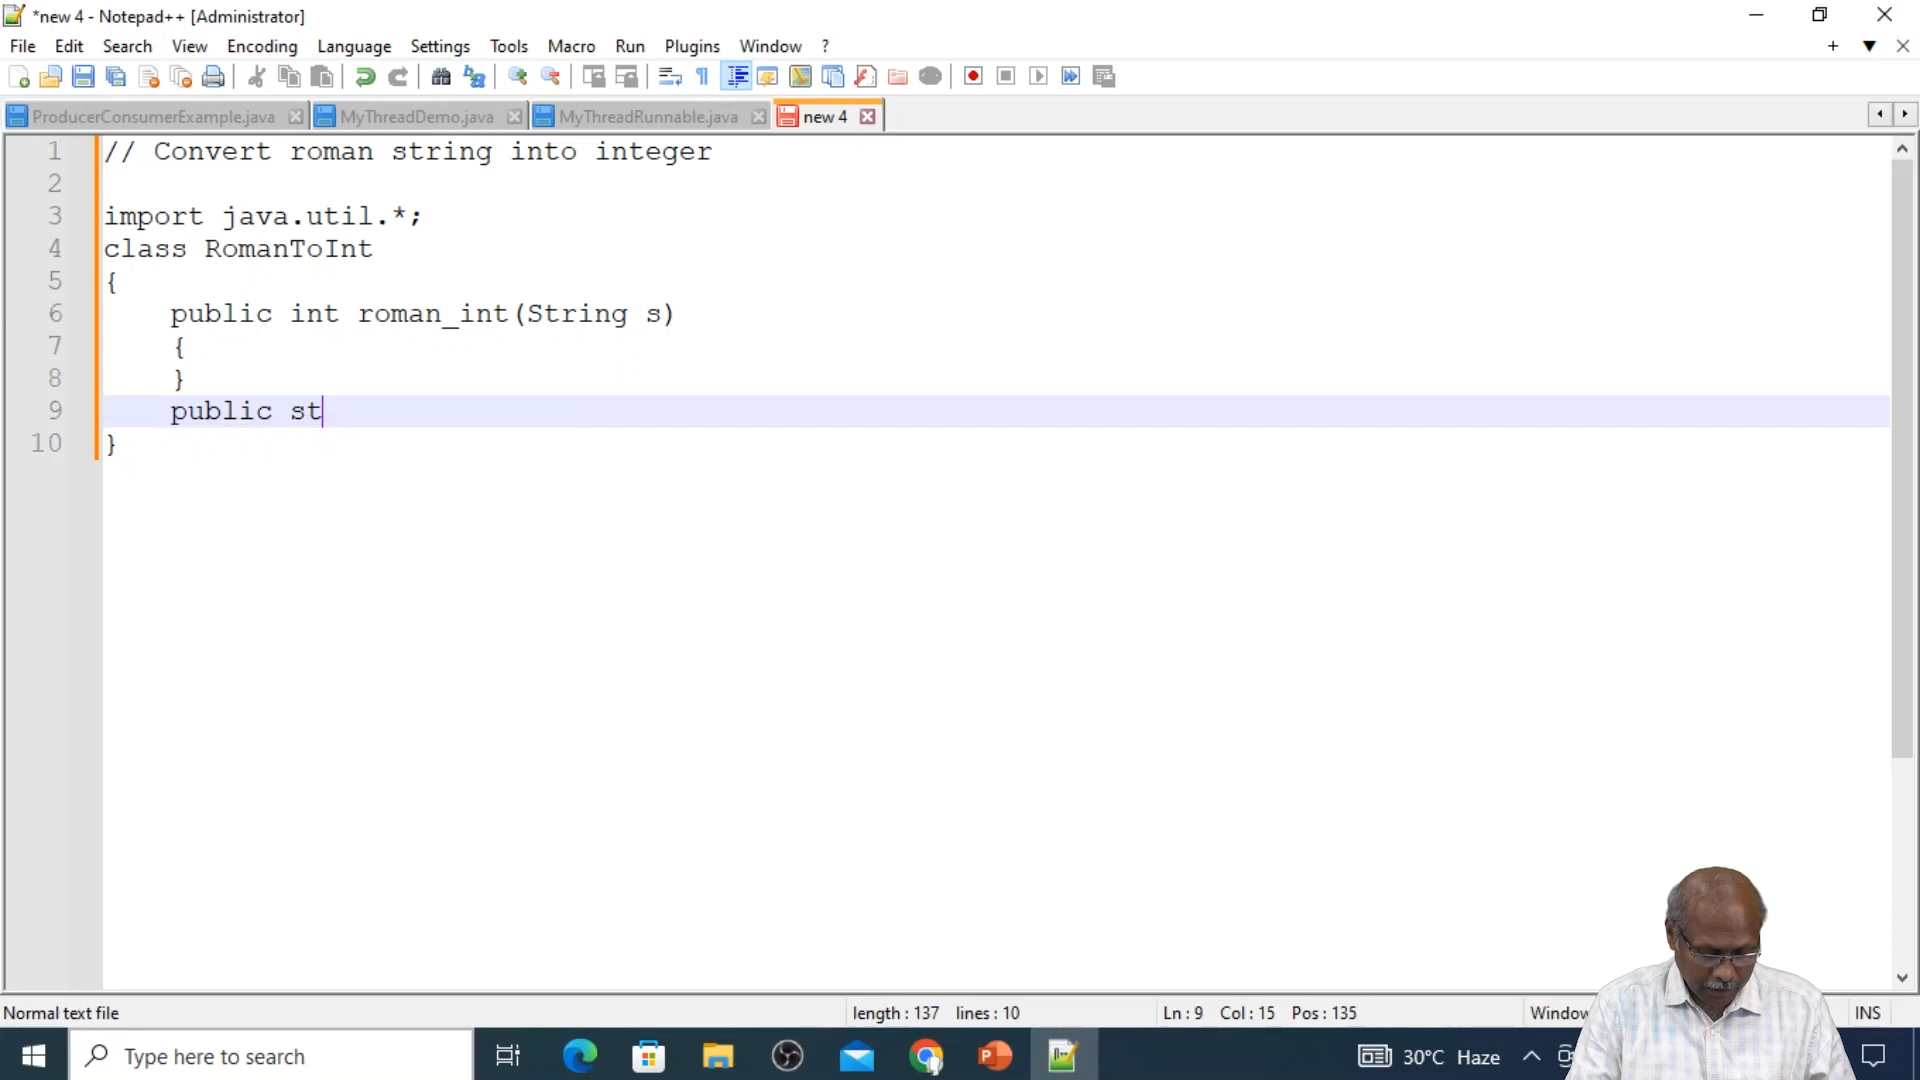 *new 4 - Notepad++ [Administrator]
File Edit Search View Encoding Language Settings Tools Macro Run Plugins Window ?
ProducerConsumerExample.java MyThreadDemo.java MyThreadRunnable.java new 4
1 // Convert roman string into integer
2
3 import java.util.*;
4 class RomanToInt
5 {
6 public int roman_int(String s)
7 {
8 }
9 public st
10 }
Normal text file length : 137 lines : 10 Ln : 9 Col : 15 Pos : 135 Window INS
Type here to search 30°C Haze